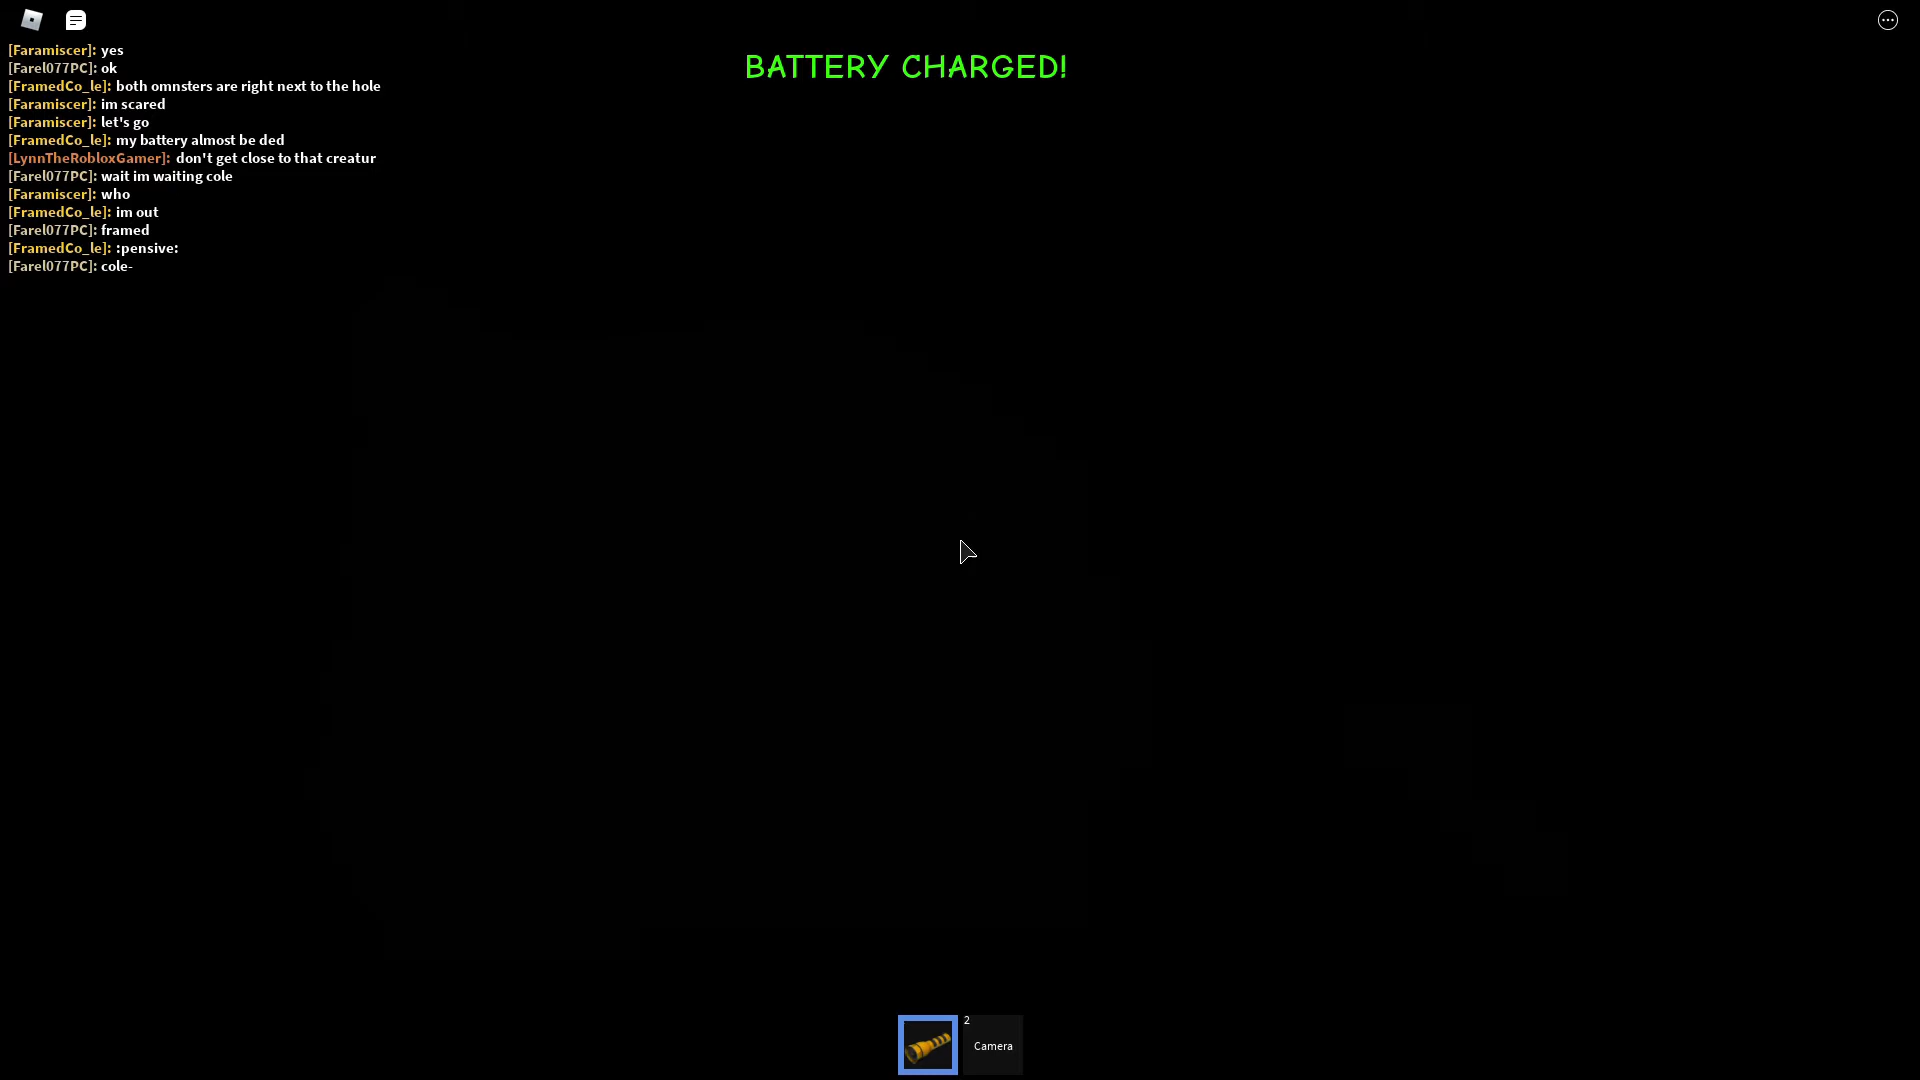 [Faramiscer]: yes
[Farel077PC]: ok
[FramedCo_le]: both omnsters are right next to the hole
[Faramiscer]: im scared
[Faramiscer]: let's go
[FramedCo_le]: my battery almost be ded
[LynnTheRobloxGamer]: don't get close to that creatur
[Farel077PC]: wait im waiting cole
[Faramiscer]: who
[FramedCo_le]: im out
[Farel077PC]: framed
[FramedCo_le]: :pensive:
[Farel077PC]: cole-
BATTERY CHARGED!
2
Camera